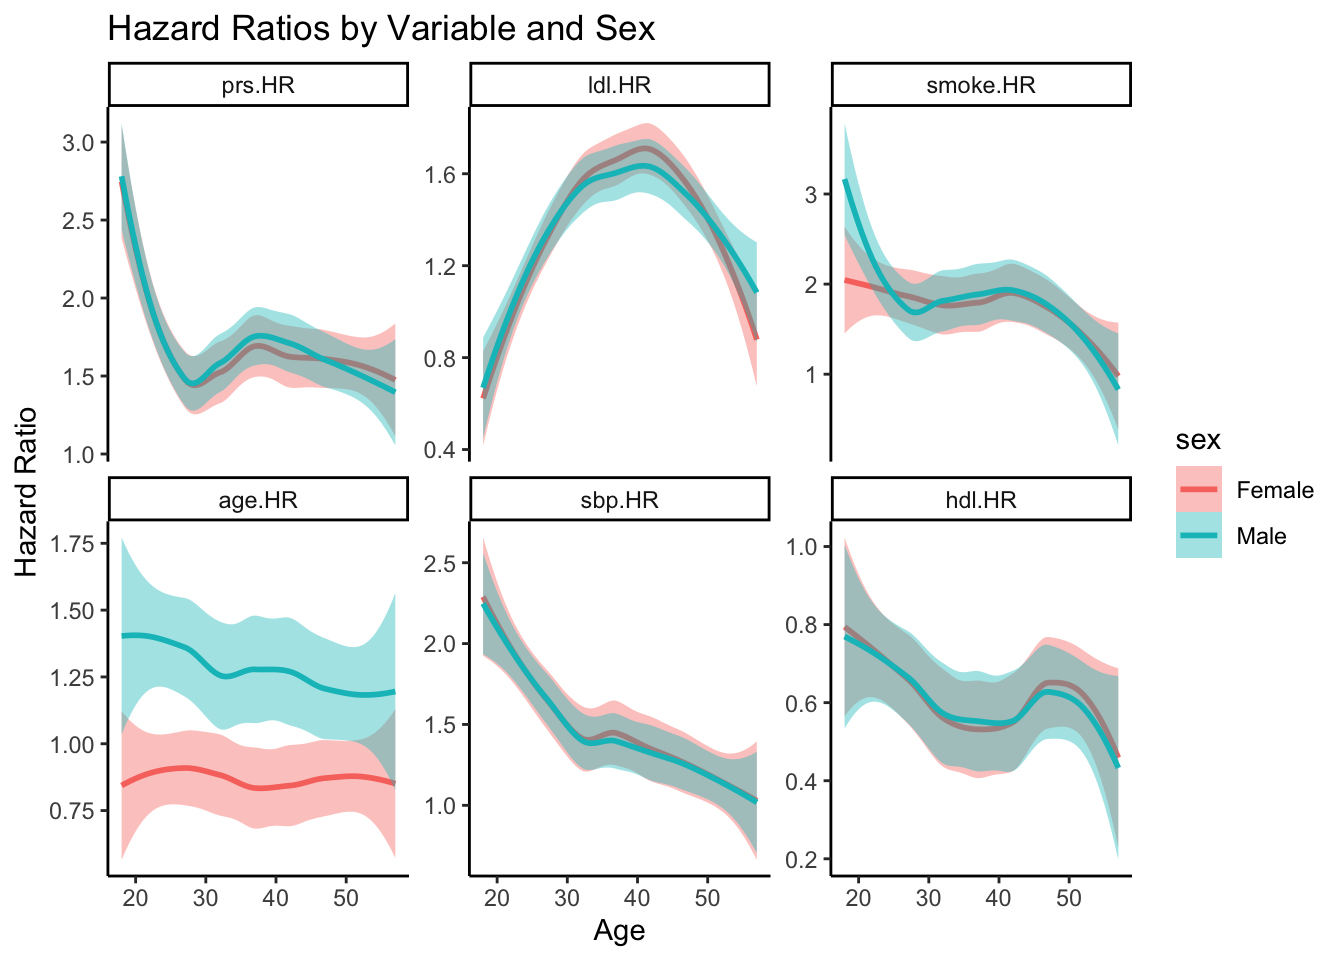 Hazard Ratios by Variable and Sex
prs.HR ldl.HR smoke.HR
3.0
2.5
2.0
1.5
1.0
1.6
1.2
0.8
0.4
3
2
1
age.HR sbp.HR hdl.HR
1.75
1.50
1.25
1.00
0.75
2.5
2.0
1.5
1.0
1.0
0.8
0.6
0.4
0.2
20 30 40 50 20 30 40 50 20 30 40 50
Age
Hazard Ratio
sex
Female
Male